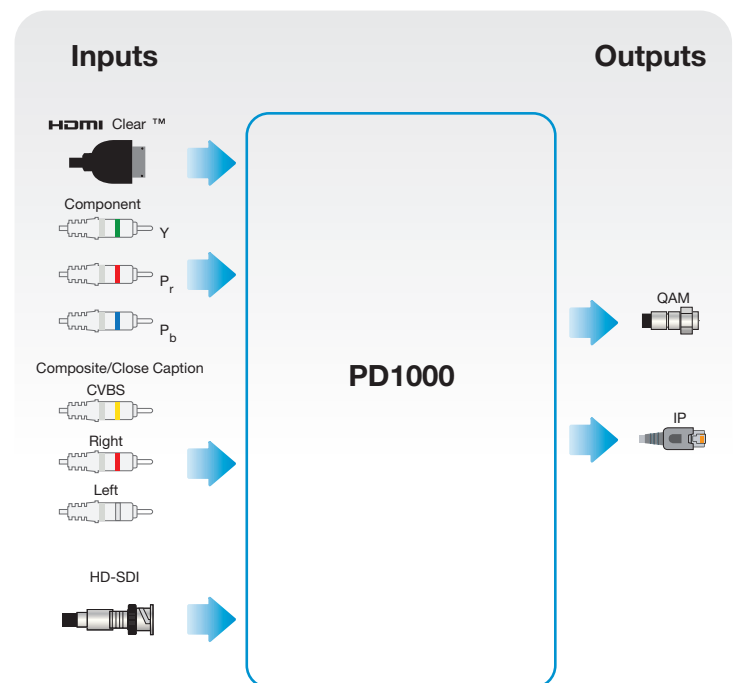 Inputs
Outputs
HDMI Clear ™
Component
Y
Pr
Pb
Composite/Close Caption
CVBS
Right
Left
HD-SDI
PD1000
QAM
IP